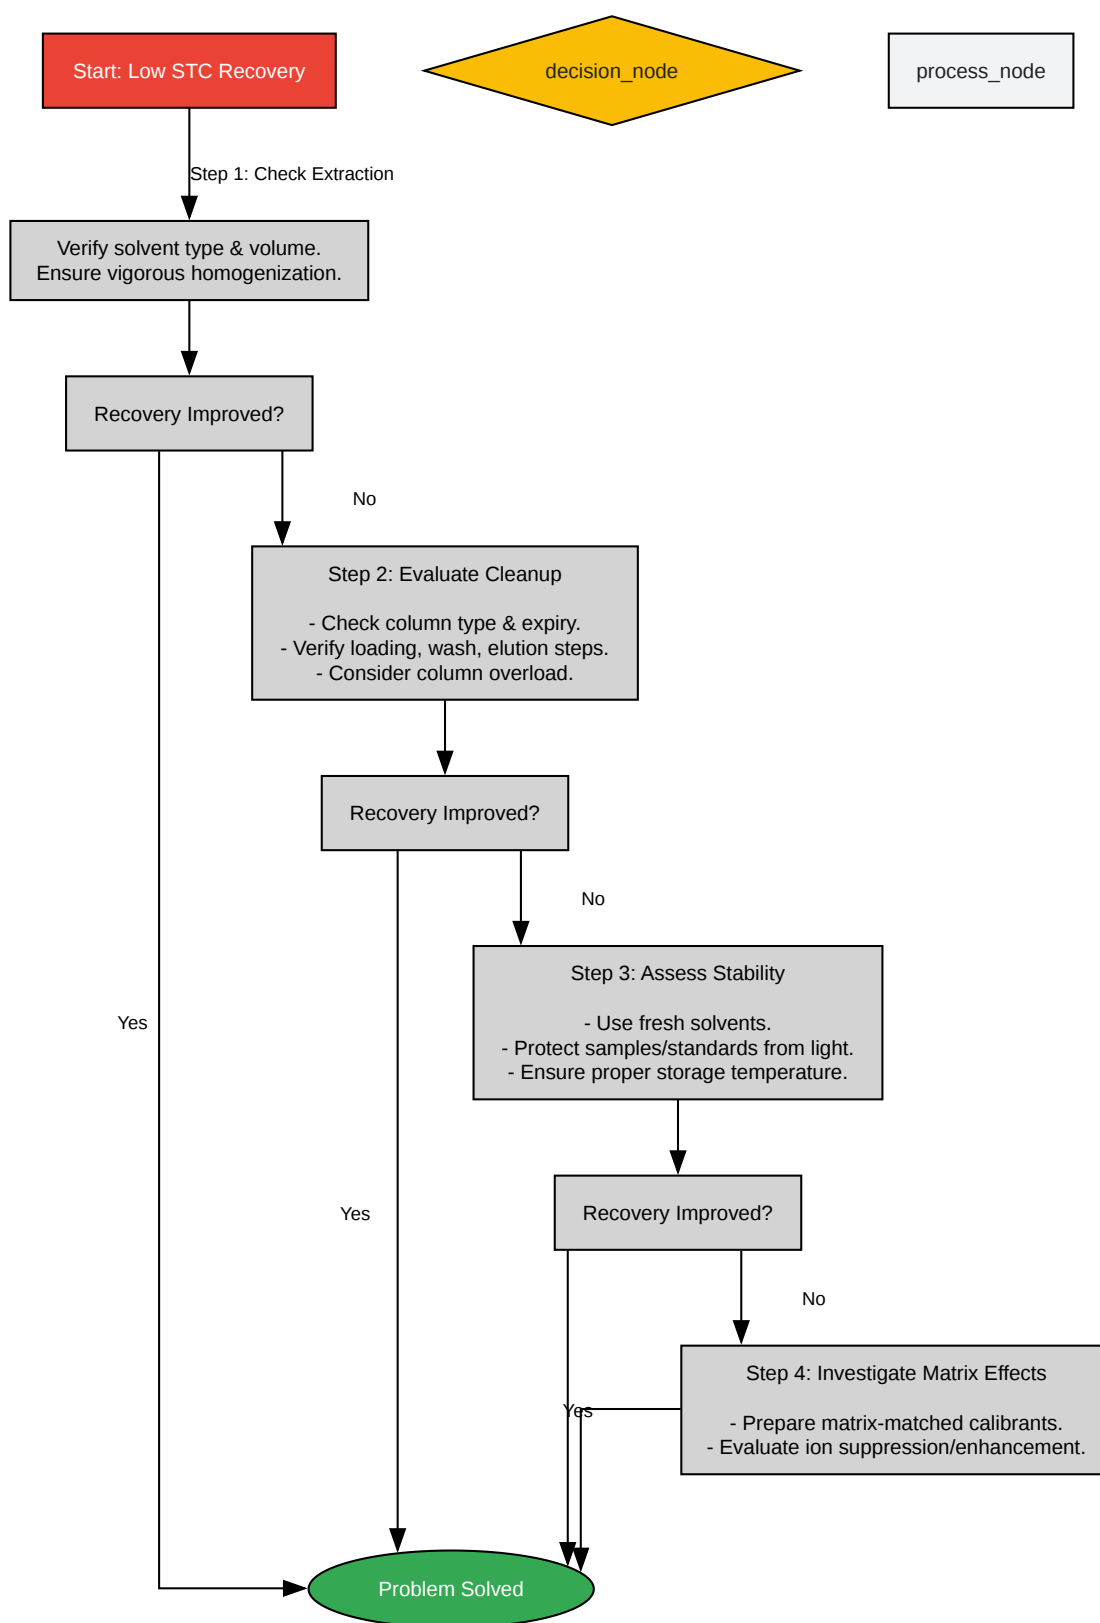 Start: Low STC Recovery
decision_node
process_node
Step 1: Check Extraction
Verify solvent type & volume.
Ensure vigorous homogenization.
Recovery Improved?
No
Step 2: Evaluate Cleanup
- Check column type & expiry.
- Verify loading, wash, elution steps.
- Consider column overload.
Recovery Improved?
No
Step 3: Assess Stability
- Use fresh solvents.
- Protect samples/standards from light.
- Ensure proper storage temperature.
Yes
Yes
Recovery Improved?
No
Step 4: Investigate Matrix Effects
- Prepare matrix-matched calibrants.
- Evaluate ion suppression/enhancement.
Yes
Problem Solved